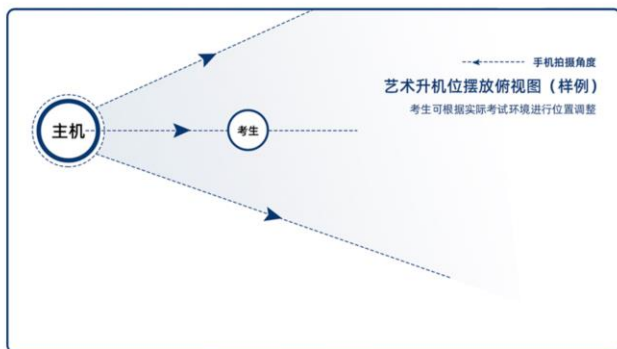 手机拍摄角度
艺术升机位摆放俯视图（样例）
考生可根据实际考试环境进行位置调整
主机
考生